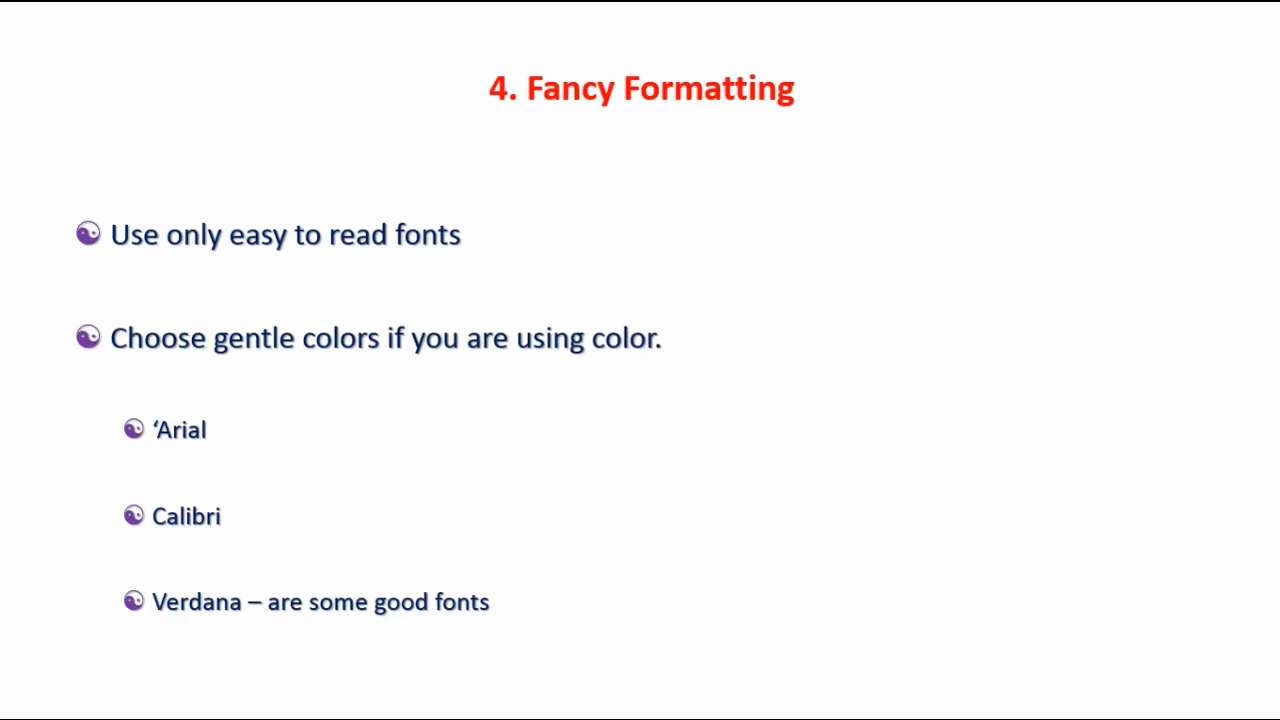 4. Fancy Formatting
Use only easy to read fonts
Choose gentle colors if you are using color.
‘Arial
Calibri
Verdana – are some good fonts